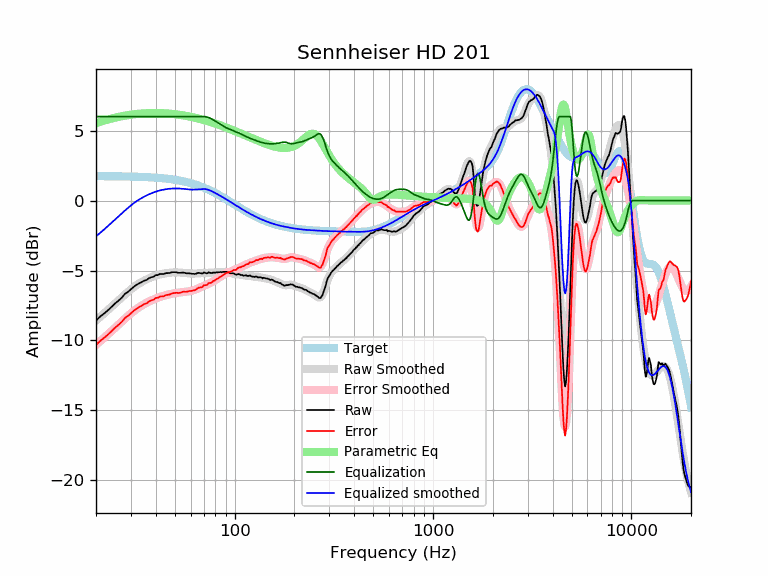 Sennheiser HD 201
5
0
−5
−10
−15
−20
Amplitude (dBr)
Target
Raw Smoothed
Error Smoothed
Raw
Error
Parametric Eq
Equalization
Equalized smoothed
100
1000
10000
Frequency (Hz)